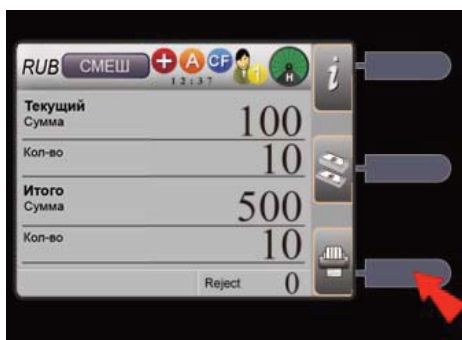 RUB СМЕШ + A CF 1 H
12:37
i
Текущий
Сумма 100
Кол-во 10
Итого
Сумма 500
Кол-во 10
Reject 0